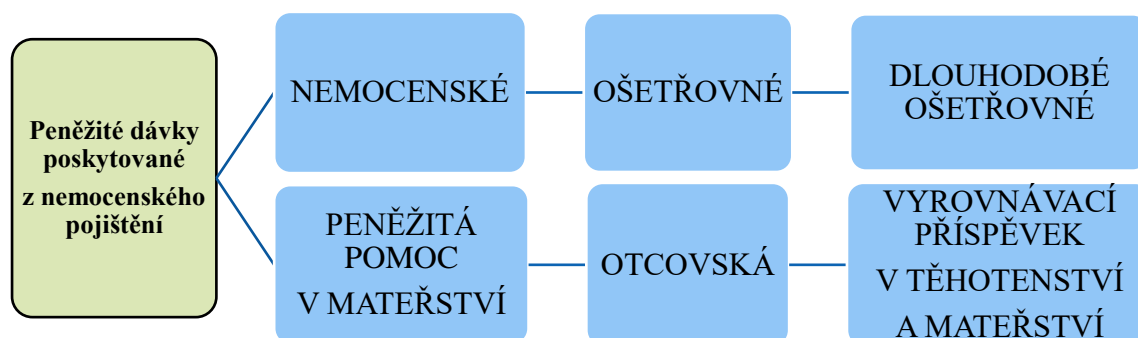 Peněžité dávky
poskytované
z nemocenského
pojištění
NEMOCENSKÉ
OŠETŘOVNÉ
DLOUHODOBÉ
OŠETŘOVNÉ
PENĚŽITÁ
POMOC
V MATEŘSTVÍ
OTCOVSKÁ
VYROVNÁVACÍ
PŘÍSPĚVEK
V TĚHOTENSTVÍ
A MATEŘSTVÍ